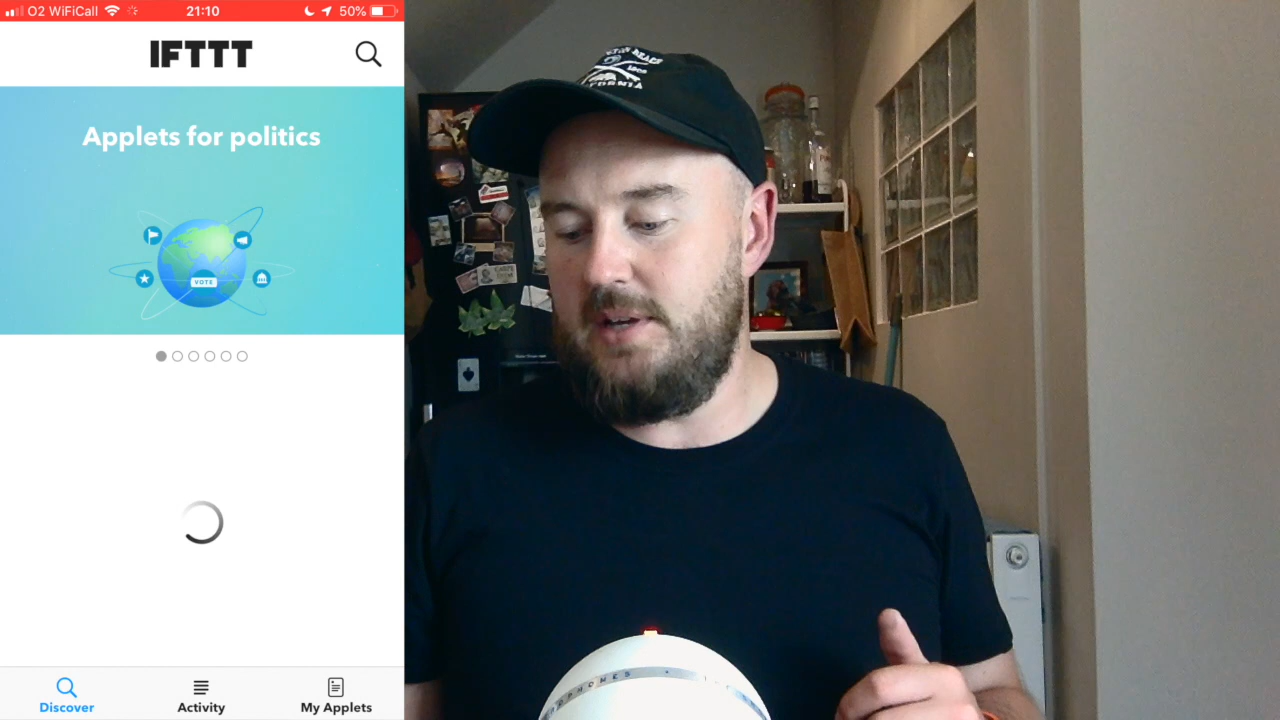 O2 WiFiCall 21:10 50%
IFTTT
Applets for politics
VOTE
Discover Activity My Applets